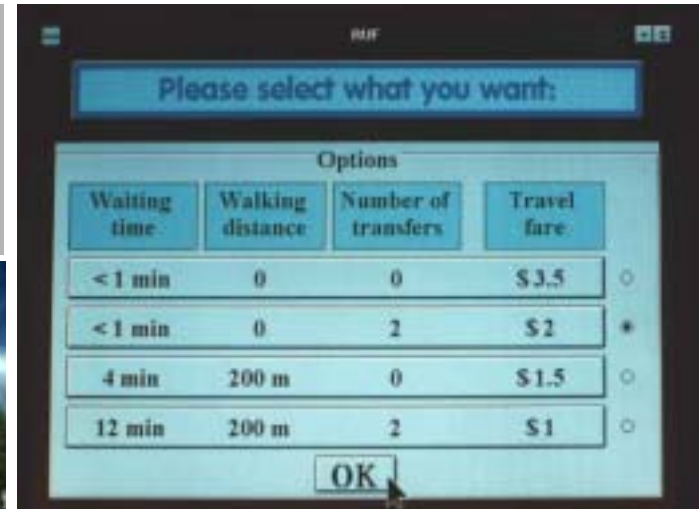 RUF
Please select what you want:
Options
Waiting time Walking distance Number of transfers Travel fare
< 1 min 0 0 $ 3.5
< 1 min 0 2 $ 2
4 min 200 m 0 $ 1.5
12 min 200 m 2 $ 1
OK